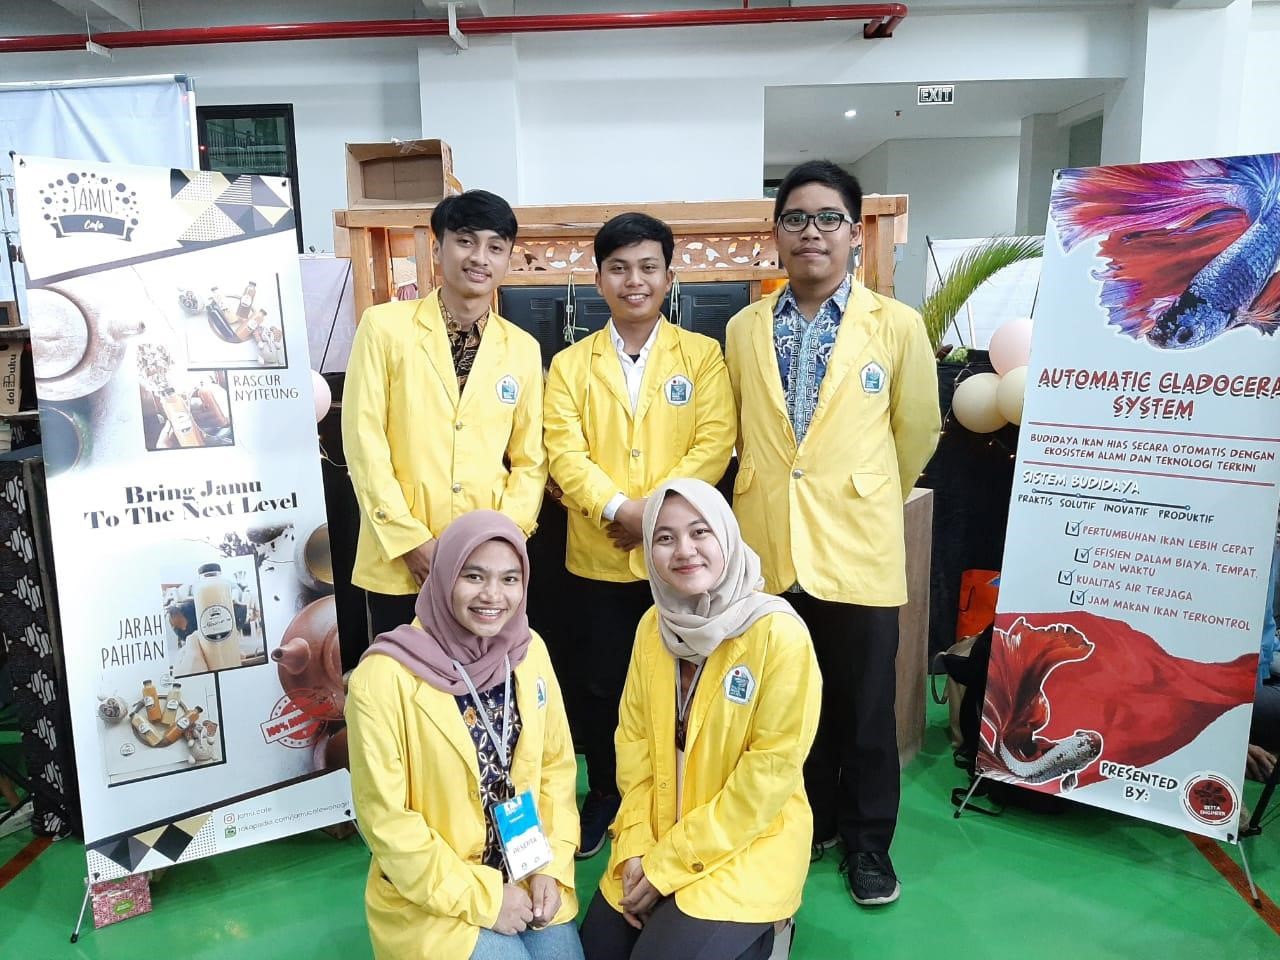 EXIT
JAMU
Cafe
RASCUR
NYITEUNG
Bring Jamu
To The Next Level
JARAH
PAHITAN
jamu.cafe
AUTOMATIC CLADOCERA
SYSTEM
BUDIDAYA IKAN HIAS SECARA OTOMATIS DENGAN
EKOSISTEM ALAMI DAN TEKNOLOGI TERKINI
SISTEM BUDIDAYA
PRAKTIS SOLUTIF INOVATIF PRODUKTIF
PERTUMBUHAN IKAN LEBIH CEPAT
EFISIEN DALAM BIAYA, TEMPAT,
DAN WAKTU
KUALITAS AIR TERJAGA
JAM MAKAN IKAN TERKONTROL
PRESENTED
BY:
BETTA
ENGINEER
PESERTA